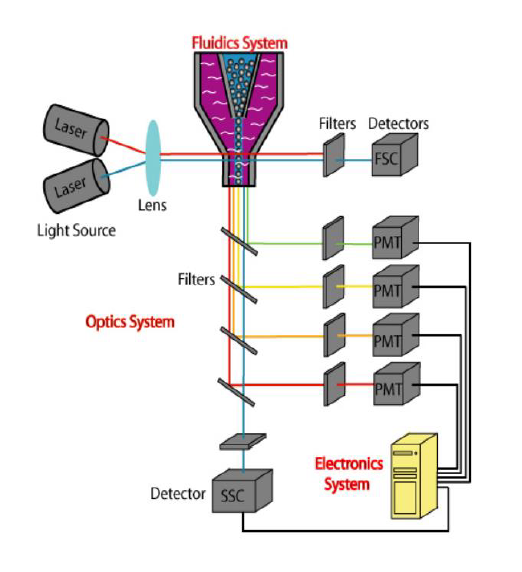 Fluidics System
Laser
Filters
Detectors
FSC
Laser
Lens
Light Source
PMT
Filters
PMT
Optics System
PMT
PMT
Electronics
System
Detector
SSC